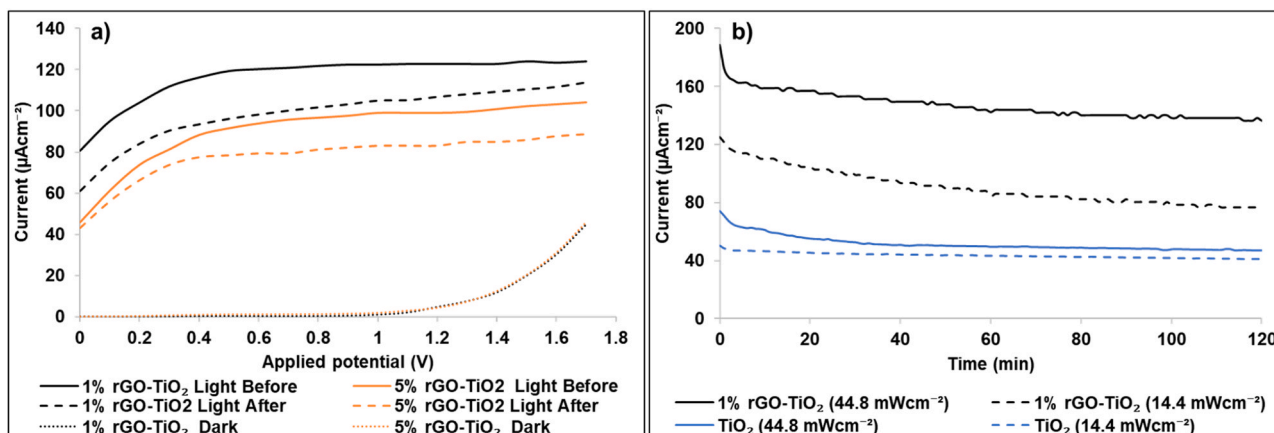 a)
Current (µAcm⁻²)
140
120
100
80
60
40
20
0
0
0.2
0.4
0.6
0.8
1
1.2
1.4
1.6
1.8
Applied potential (V)
1% rGO-TiO₂ Light Before
5% rGO-TiO2 Light Before
1% rGO-TiO2 Light After
5% rGO-TiO2 Light After
1% rGO-TiO₂ Dark
5% rGO-TiO₂ Dark
b)
Current (µAcm⁻²)
200
160
120
80
40
0
0
20
40
60
80
100
120
Time (min)
1% rGO-TiO₂ (44.8 mWcm⁻²)
1% rGO-TiO₂ (14.4 mWcm⁻²)
TiO₂ (44.8 mWcm⁻²)
TiO₂ (14.4 mWcm⁻²)